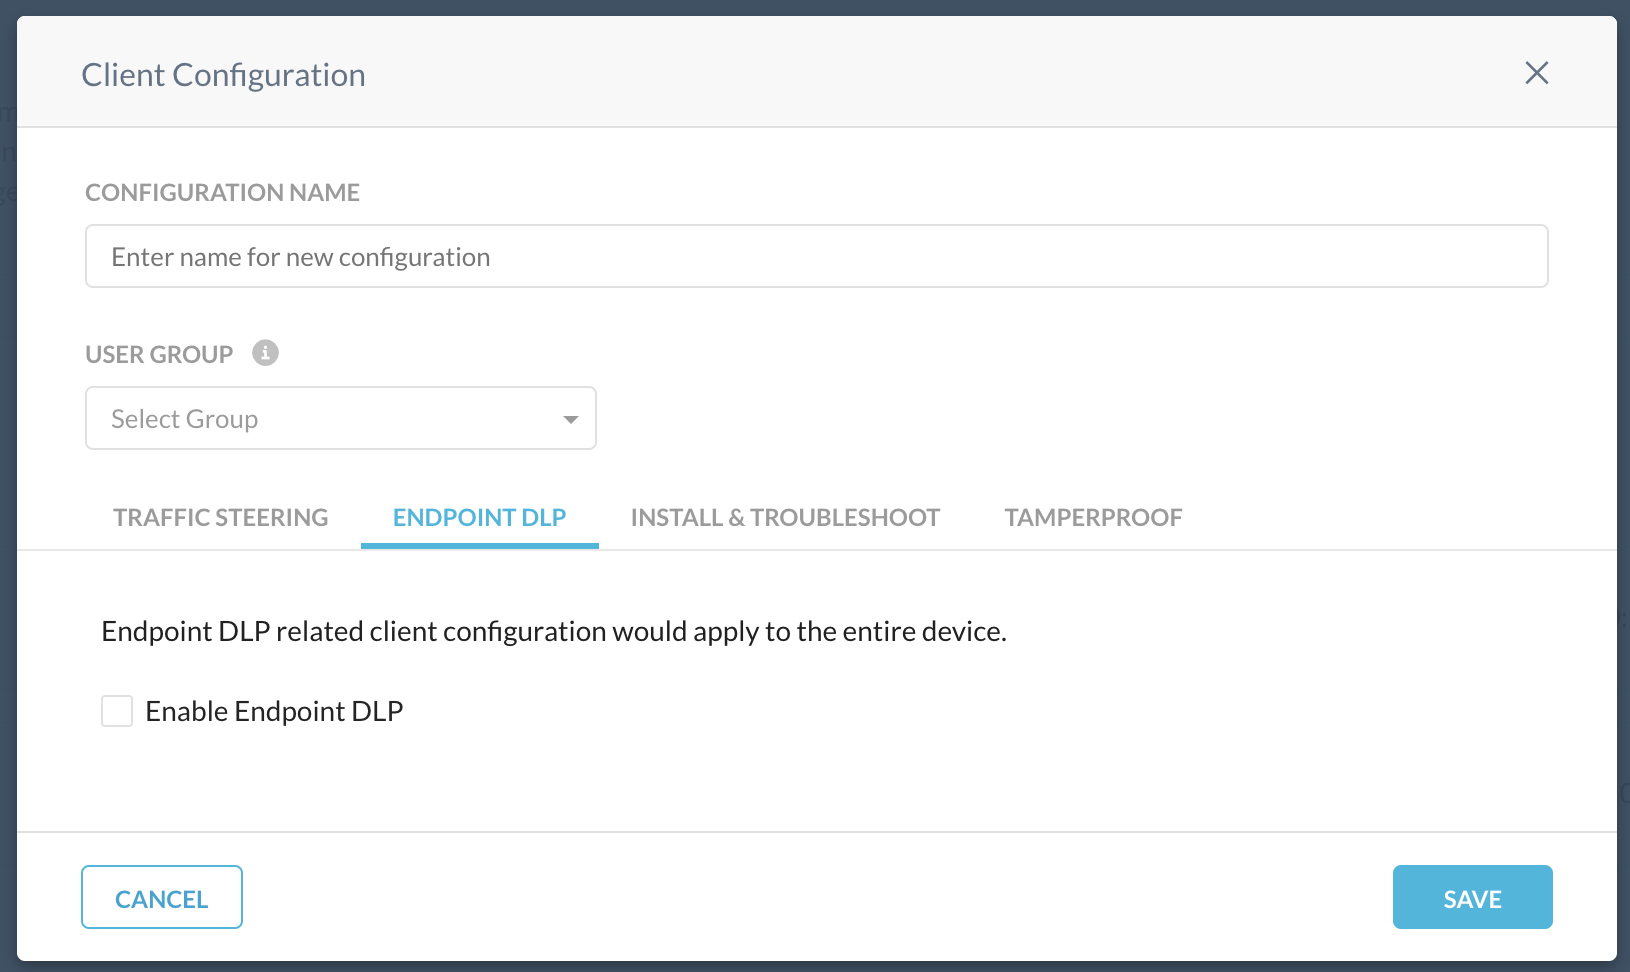 Client Configuration
CONFIGURATION NAME
Enter name for new configuration
USER GROUP
Select Group
TRAFFIC STEERING ENDPOINT DLP INSTALL & TROUBLESHOOT TAMPERPROOF
Endpoint DLP related client configuration would apply to the entire device.
Enable Endpoint DLP
CANCEL SAVE